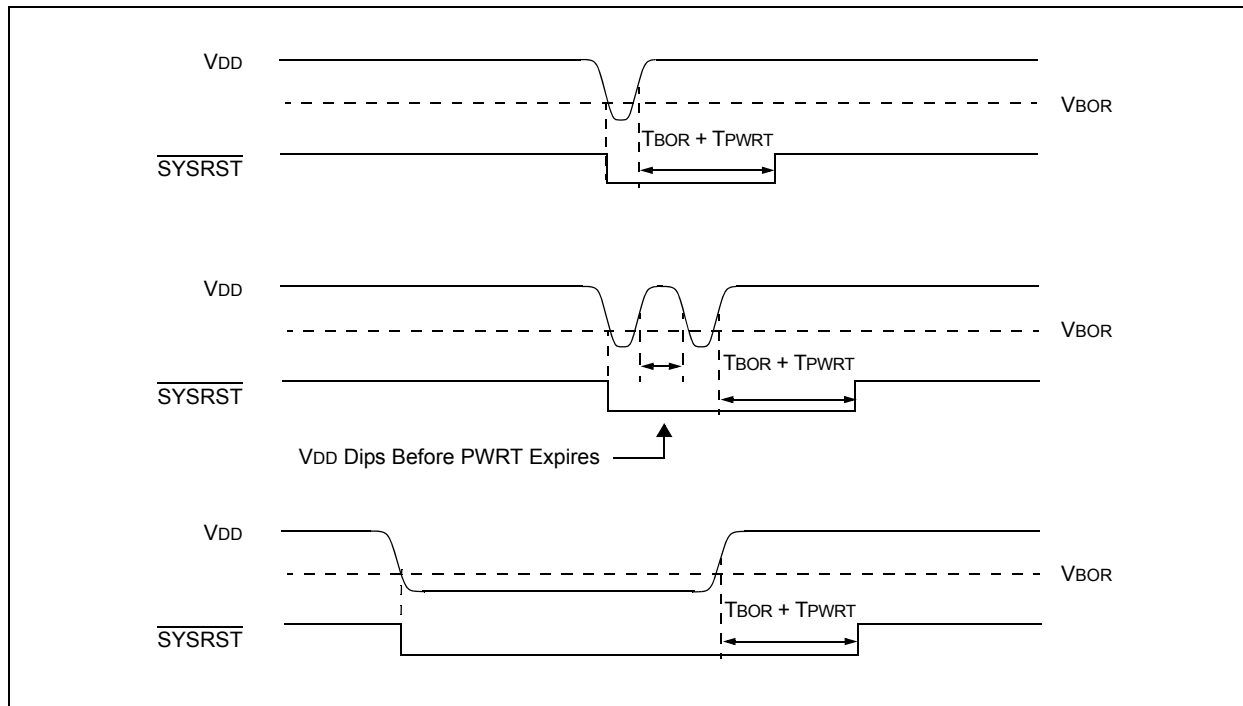 VDD
VBOR
TBOR + TPWRT
SYSRST
VDD
VBOR
TBOR + TPWRT
SYSRST
VDD Dips Before PWRT Expires
VDD
VBOR
TBOR + TPWRT
SYSRST